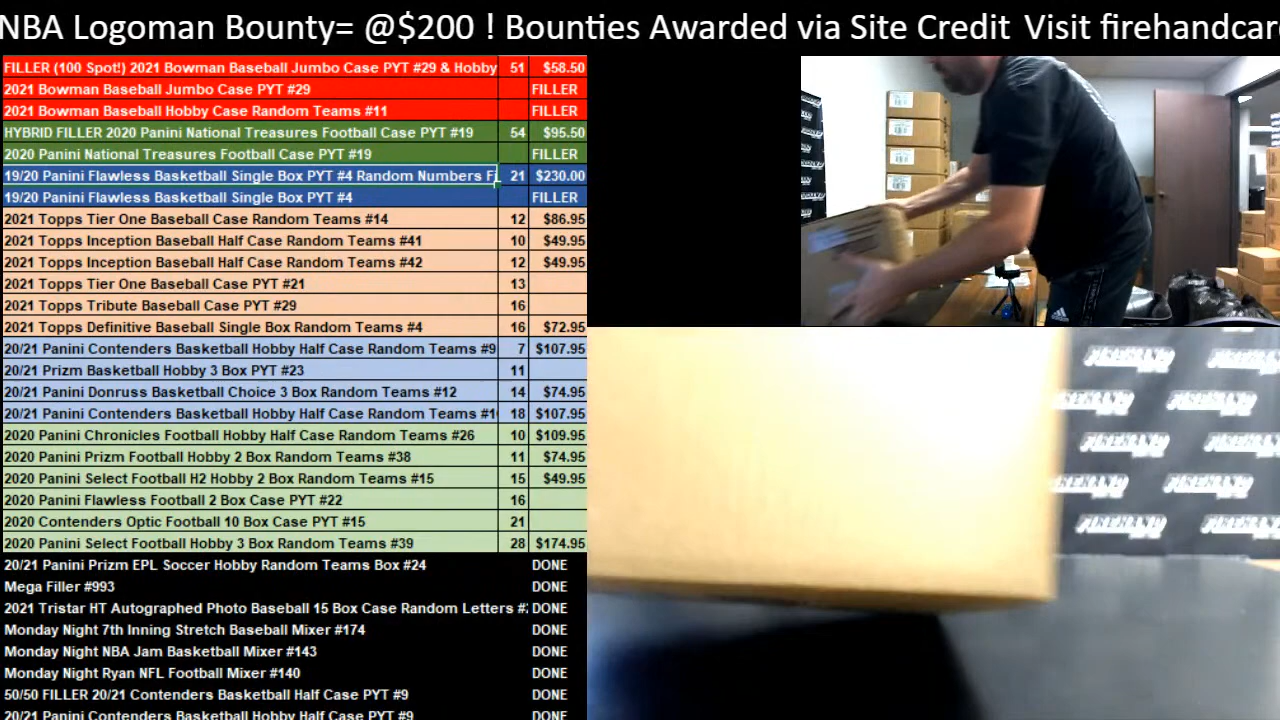 NBA Logoman Bounty= @$200 ! Bounties Awarded via Site Credit Visit firehandcar
FILLER (100 Spot!) 2021 Bowman Baseball Jumbo Case PYT #29 & Hobby 51 $58.50
2021 Bowman Baseball Jumbo Case PYT #29 FILLER
2021 Bowman Baseball Hobby Case Random Teams #11 FILLER
HYBRID FILLER 2020 Panini National Treasures Football Case PYT #19 54 $95.50
2020 Panini National Treasures Football Case PYT #19 FILLER
19/20 Panini Flawless Basketball Single Box PYT #4 Random Numbers 21 $230.00
19/20 Panini Flawless Basketball Single Box PYT #4 FILLER
2021 Topps Tier One Baseball Case Random Teams #14 12 $86.95
2021 Topps Inception Baseball Half Case Random Teams #41 10 $49.95
2021 Topps Inception Baseball Half Case Random Teams #42 12 $49.95
2021 Topps Tier One Baseball Case PYT #21 13
2021 Topps Tribute Baseball Case PYT #29 16
2021 Topps Definitive Baseball Single Box Random Teams #4 16 $72.95
20/21 Panini Contenders Basketball Hobby Half Case Random Teams #9 7 $107.95
20/21 Prizm Basketball Hobby 3 Box PYT #23 11
20/21 Panini Donruss Basketball Choice 3 Box Random Teams #12 14 $74.95
20/21 Panini Contenders Basketball Hobby Half Case Random Teams #1 18 $107.95
2020 Panini Chronicles Football Hobby Half Case Random Teams #26 10 $109.95
2020 Panini Prizm Football Hobby 2 Box Random Teams #38 11 $74.95
2020 Panini Select Football H2 Hobby 2 Box Random Teams #15 15 $49.95
2020 Panini Flawless Football 2 Box Case PYT #22 16
2020 Contenders Optic Football 10 Box Case PYT #15 21
2020 Panini Select Football Hobby 3 Box Random Teams #39 28 $174.95
20/21 Panini Prizm EPL Soccer Hobby Random Teams Box #24 DONE
Mega Filler #993 DONE
2021 Tristar HT Autographed Photo Baseball 15 Box Case Random Letters #2 DONE
Monday Night 7th Inning Stretch Baseball Mixer #174 DONE
Monday Night NBA Jam Basketball Mixer #143 DONE
Monday Night Ryan NFL Football Mixer #140 DONE
50/50 FILLER 20/21 Contenders Basketball Half Case PYT #9 DONE
20/21 Panini Contenders Basketball Hobby Half Case PYT #9 DONE